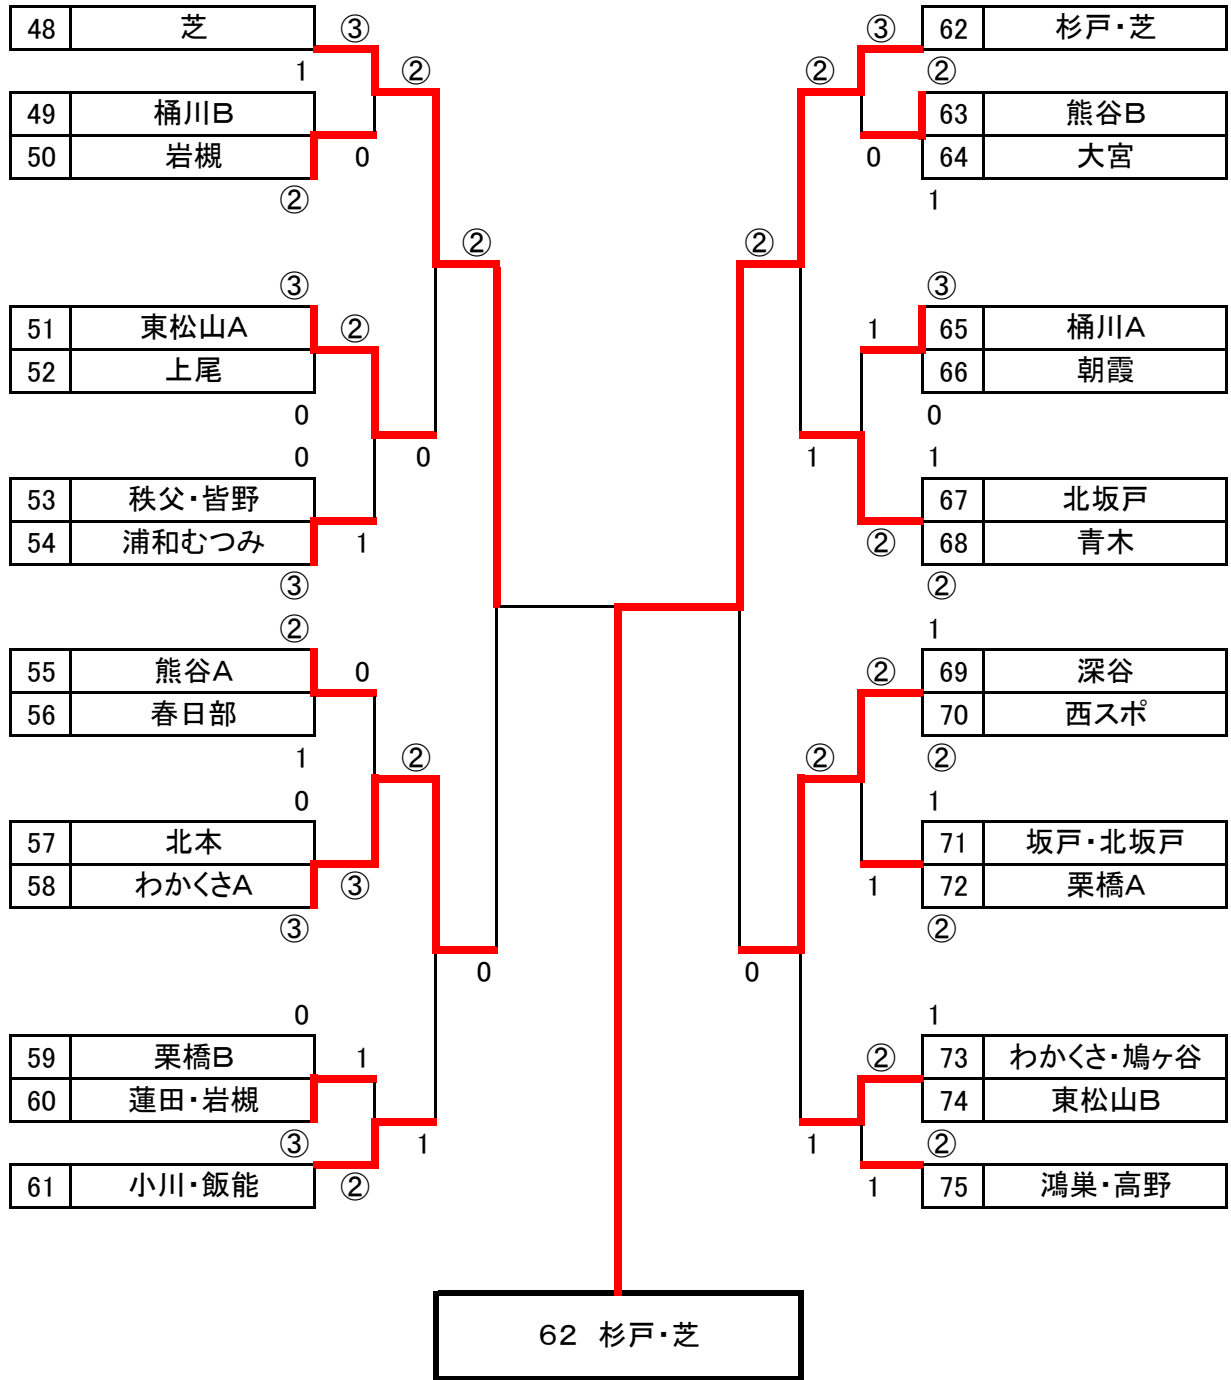 48 芝 ③
1 ②
49 桶川B
50 岩槻 0
②
②
③
51 東松山A ②
52 上尾
0
0 0
53 秩父・皆野
54 浦和むつみ 1
③
②
55 熊谷A 0
56 春日部
1 ②
0
57 北本
58 わかくさA ③
③
0
0
59 栗橋B 1
60 蓮田・岩槻
③ 1
61 小川・飯能 ②
③ 62 杉戸・芝
② ②
63 熊谷B
0 64 大宮
1
②
③
1 65 桶川A
66 朝霞
0
1 1
67 北坂戸
② 68 青木
②
1
② 69 深谷
70 西スポ
② ②
1
71 坂戸・北坂戸
1 72 栗橋A
②
0
1
② 73 わかくさ・鳩ヶ谷
74 東松山B
1 ②
1 75 鴻巣・高野
62 杉戸・芝